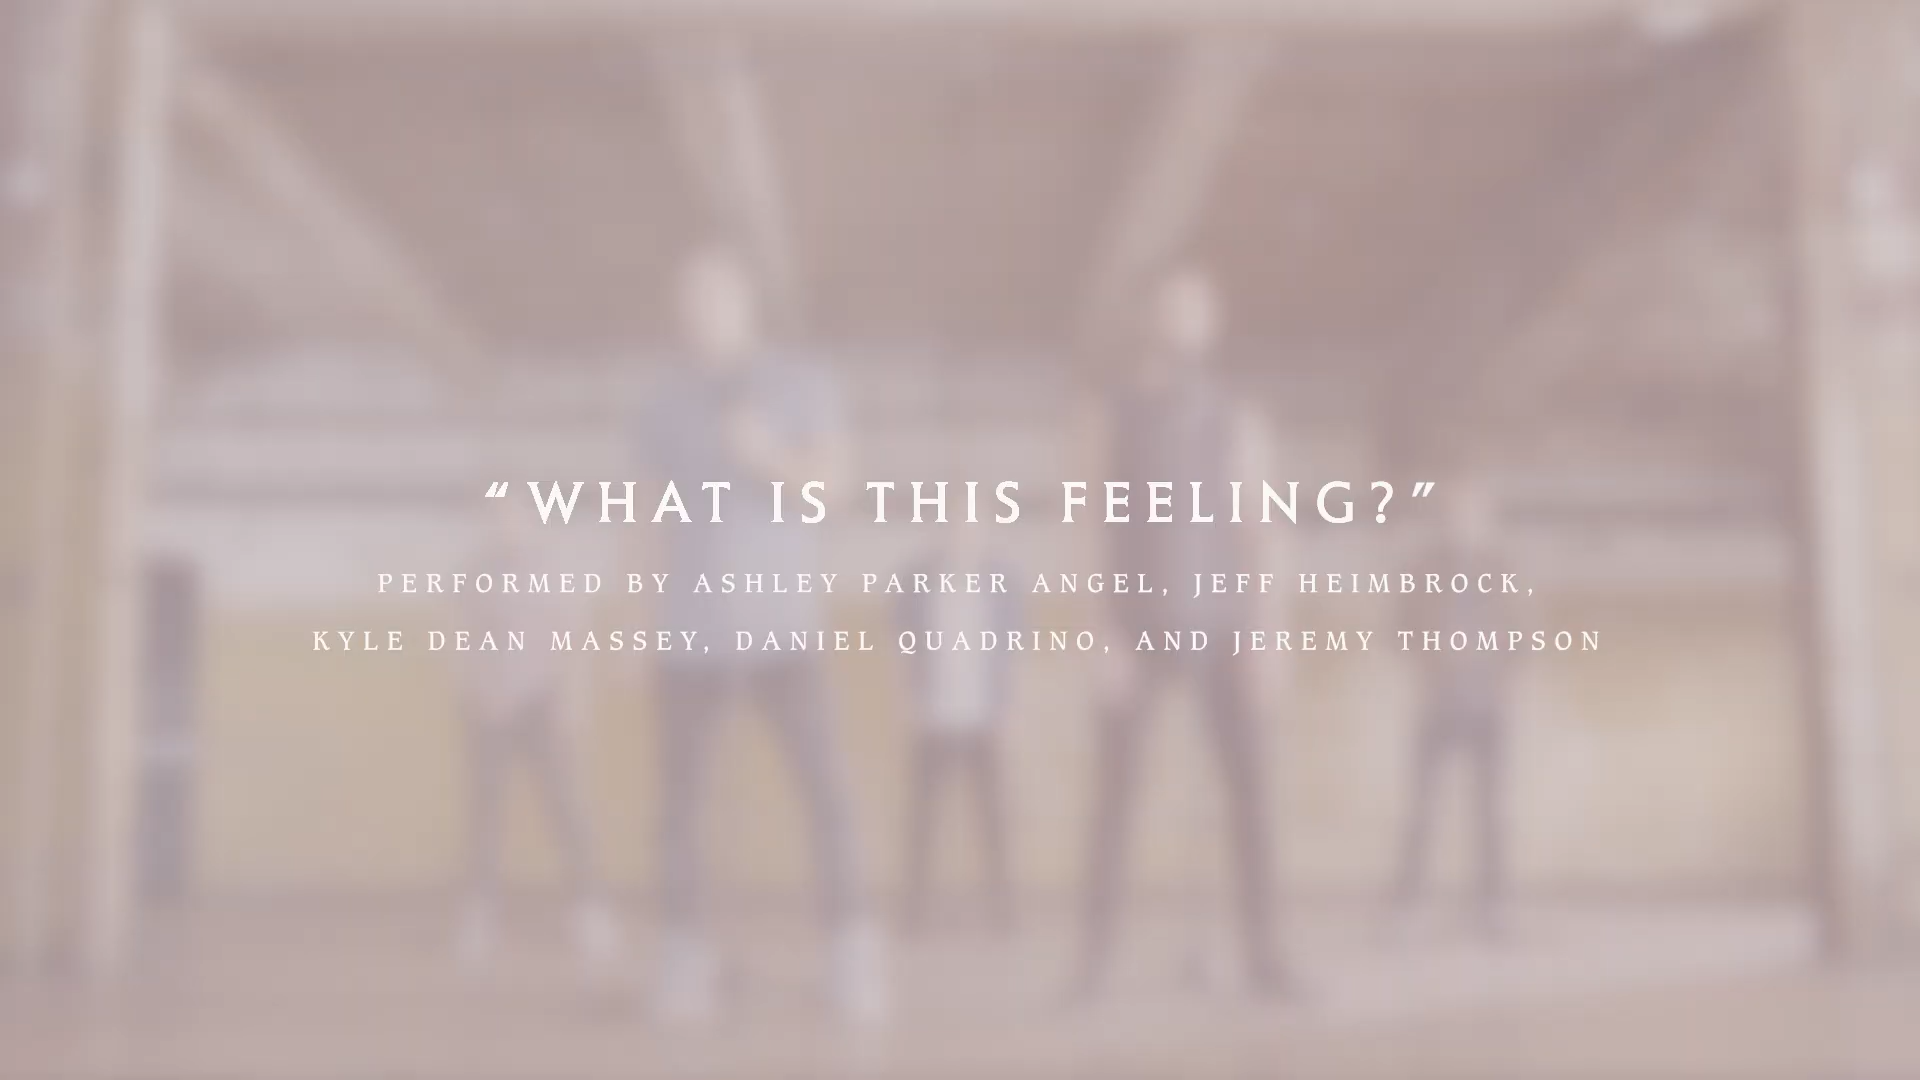 “WHAT IS THIS FEELING?”
PERFORMED BY ASHLEY PARKER ANGEL, JEFF HEIMBROCK,
KYLE DEAN MASSEY, DANIEL QUADRINO, AND JEREMY THOMPSON